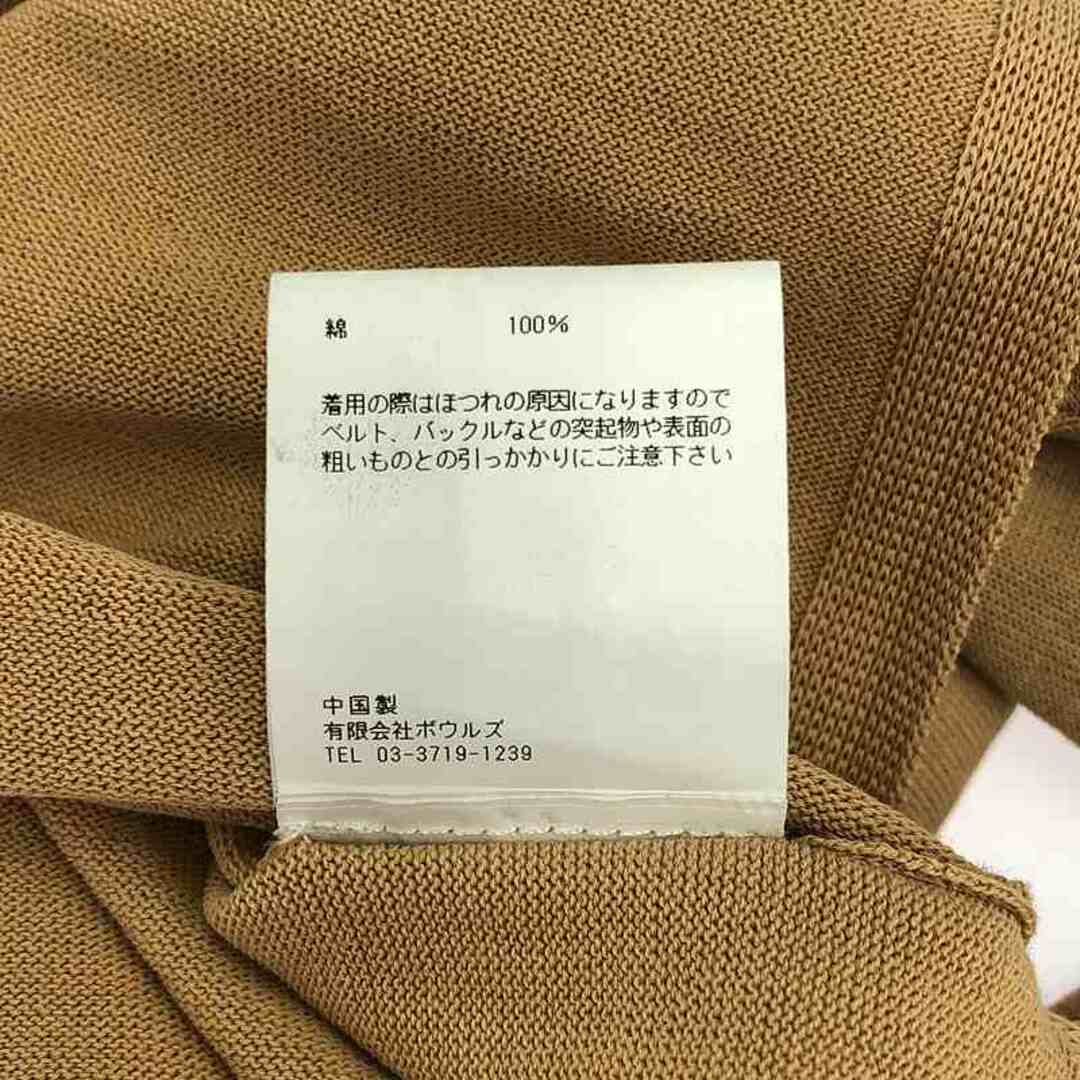 綿 100%
着用の際はほつれの原因になりますので
ベルト、バックルなどの突起物や表面の
粗いものとの引っかかりにご注意下さい
中国製
有限会社ボウルズ
TEL 03-3719-1239